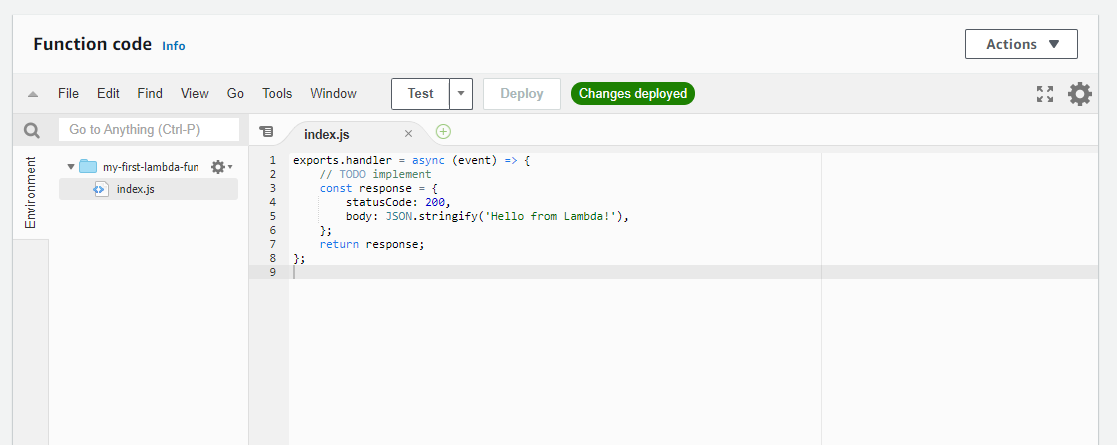 Function code Info
Actions
File Edit Find View Go Tools Window Test Deploy Changes deployed
Go to Anything (Ctrl-P)
index.js
Environment
my-first-lambda-fun
index.js
1 exports.handler = async (event) => {
2 // TODO implement
3 const response = {
4 statusCode: 200,
5 body: JSON.stringify('Hello from Lambda!'),
6 };
7 return response;
8 };
9